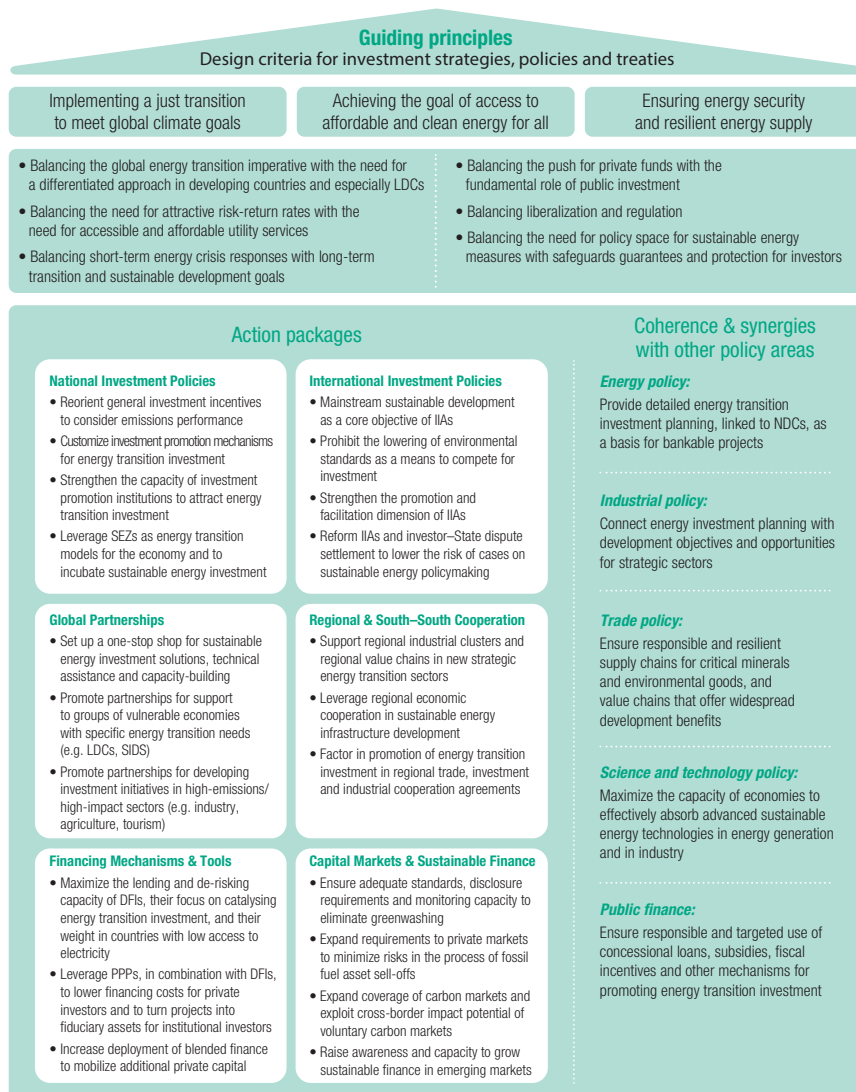 Guiding principles
Design criteria for investment strategies, policies and treaties
Implementing a just transition
to meet global climate goals
Achieving the goal of access to
affordable and clean energy for all
Ensuring energy security
and resilient energy supply
• Balancing the global energy transition imperative with the need for
a differentiated approach in developing countries and especially LDCs
• Balancing the need for attractive risk-return rates with the
need for accessible and affordable utility services
• Balancing short-term energy crisis responses with long-term
transition and sustainable development goals
• Balancing the push for private funds with the
fundamental role of public investment
• Balancing liberalization and regulation
• Balancing the need for policy space for sustainable energy
measures with safeguards guarantees and protection for investors
Action packages
National Investment Policies
• Reorient general investment incentives
to consider emissions performance
• Customize investment promotion mechanisms
for energy transition investment
• Strengthen the capacity of investment
promotion institutions to attract energy
transition investment
• Leverage SEZs as energy transition
models for the economy and to
incubate sustainable energy investment
International Investment Policies
• Mainstream sustainable development
as a core objective of IIAs
• Prohibit the lowering of environmental
standards as a means to compete for
investment
• Strengthen the promotion and
facilitation dimension of IIAs
• Reform IIAs and investor–State dispute
settlement to lower the risk of cases on
sustainable energy policymaking
Global Partnerships
• Set up a one-stop shop for sustainable
energy investment solutions, technical
assistance and capacity-building
• Promote partnerships for support
to groups of vulnerable economies
with specific energy transition needs
(e.g. LDCs, SIDS)
• Promote partnerships for developing
investment initiatives in high-emissions/
high-impact sectors (e.g. industry,
agriculture, tourism)
Regional & South–South Cooperation
• Support regional industrial clusters and
regional value chains in new strategic
energy transition sectors
• Leverage regional economic
cooperation in sustainable energy
infrastructure development
• Factor in promotion of energy transition
investment in regional trade, investment
and industrial cooperation agreements
Financing Mechanisms & Tools
• Maximize the lending and de-risking
capacity of DFIs, their focus on catalysing
energy transition investment, and their
weight in countries with low access to
electricity
• Leverage PPPs, in combination with DFIs,
to lower financing costs for private
investors and to turn projects into
fiduciary assets for institutional investors
• Increase deployment of blended finance
to mobilize additional private capital
Capital Markets & Sustainable Finance
• Ensure adequate standards, disclosure
requirements and monitoring capacity to
eliminate greenwashing
• Expand requirements to private markets
to minimize risks in the process of fossil
fuel asset sell-offs
• Expand coverage of carbon markets and
exploit cross-border impact potential of
voluntary carbon markets
• Raise awareness and capacity to grow
sustainable finance in emerging markets
Coherence & synergies
with other policy areas
Energy policy:
Provide detailed energy transition
investment planning, linked to NDCs, as
a basis for bankable projects
Industrial policy:
Connect energy investment planning with
development objectives and opportunities
for strategic sectors
Trade policy:
Ensure responsible and resilient
supply chains for critical minerals
and environmental goods, and
value chains that offer widespread
development benefits
Science and technology policy:
Maximize the capacity of economies to
effectively absorb advanced sustainable
energy technologies in energy generation
and in industry
Public finance:
Ensure responsible and targeted use of
concessional loans, subsidies, fiscal
incentives and other mechanisms for
promoting energy transition investment